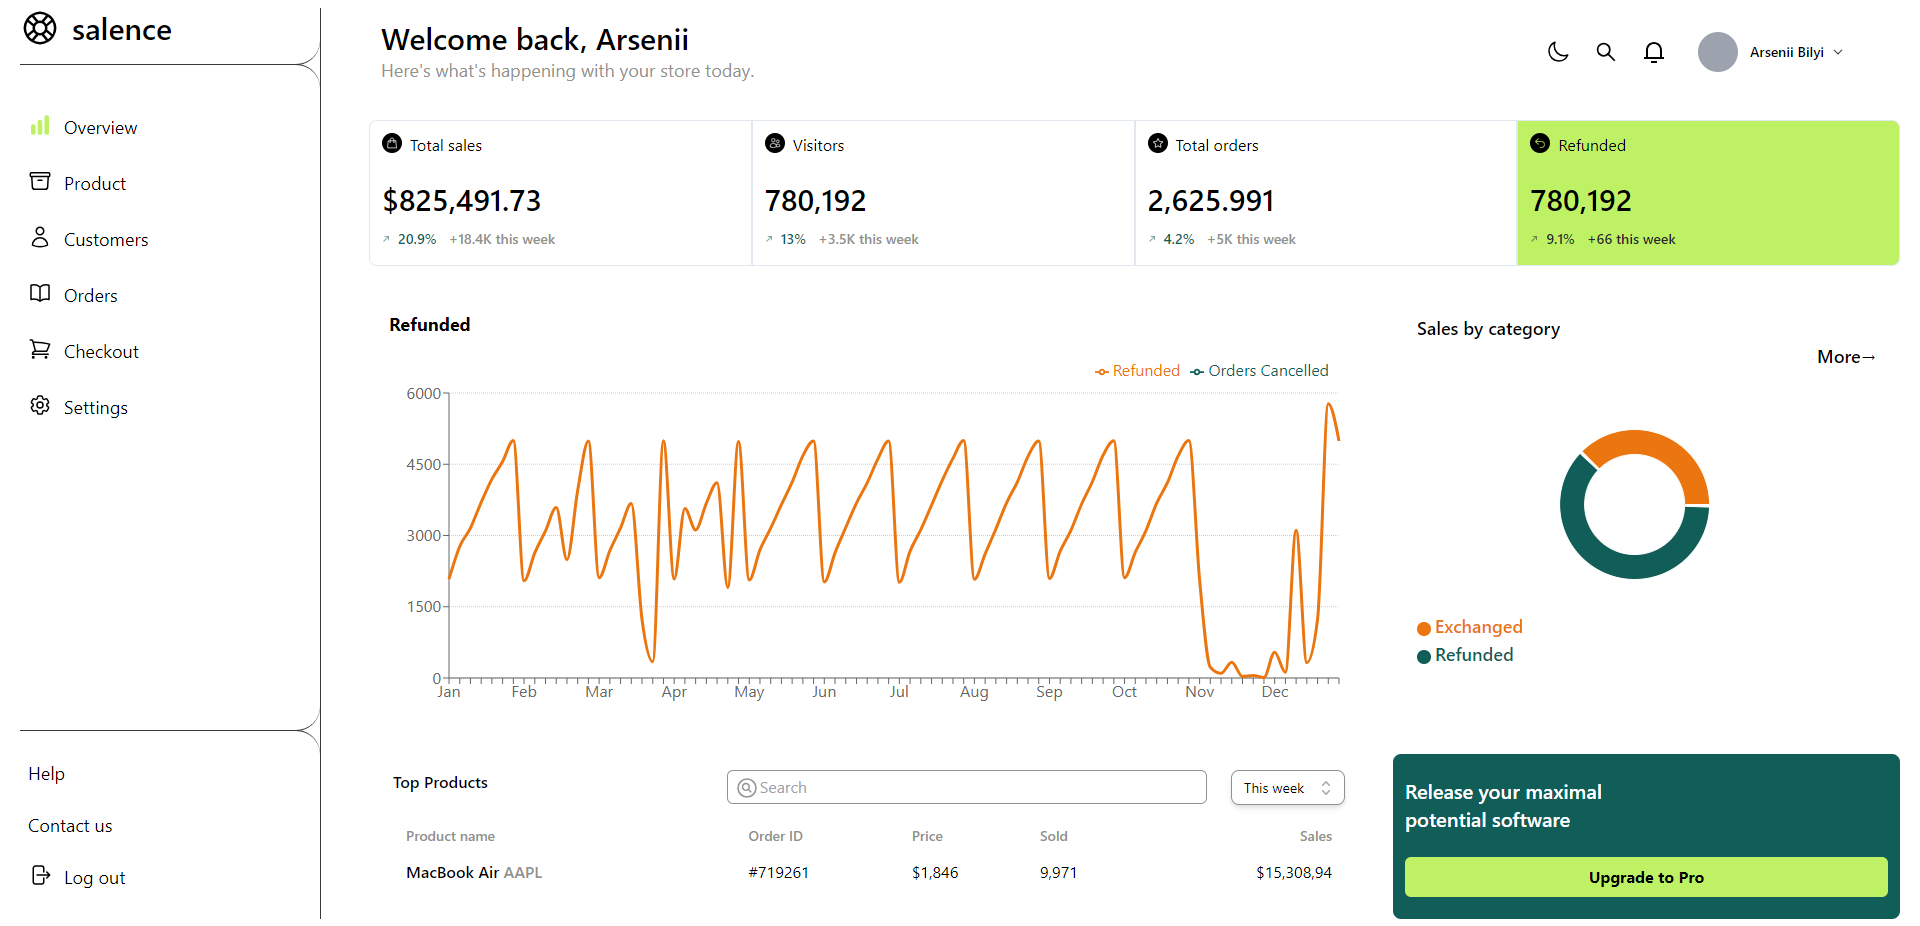 salence
Welcome back, Arsenii
Here's what's happening with your store today.
Arsenii Bilyi
Overview
Product
Customers
Orders
Checkout
Settings
Help
Contact us
Log out
Total sales
$825,491.73
20.9% +18.4K this week
Visitors
780,192
13% +3.5K this week
Total orders
2,625.991
4.2% +5K this week
Refunded
780,192
9.1% +66 this week
Refunded
Refunded Orders Cancelled
6000
4500
3000
1500
0
Jan Feb Mar Apr May Jun Jul Aug Sep Oct Nov Dec
Sales by category
More→
Exchanged
Refunded
Top Products
Search
This week
Product name Order ID Price Sold Sales
MacBook Air AAPL #719261 $1,846 9,971 $15,308,94
Release your maximal
potential software
Upgrade to Pro